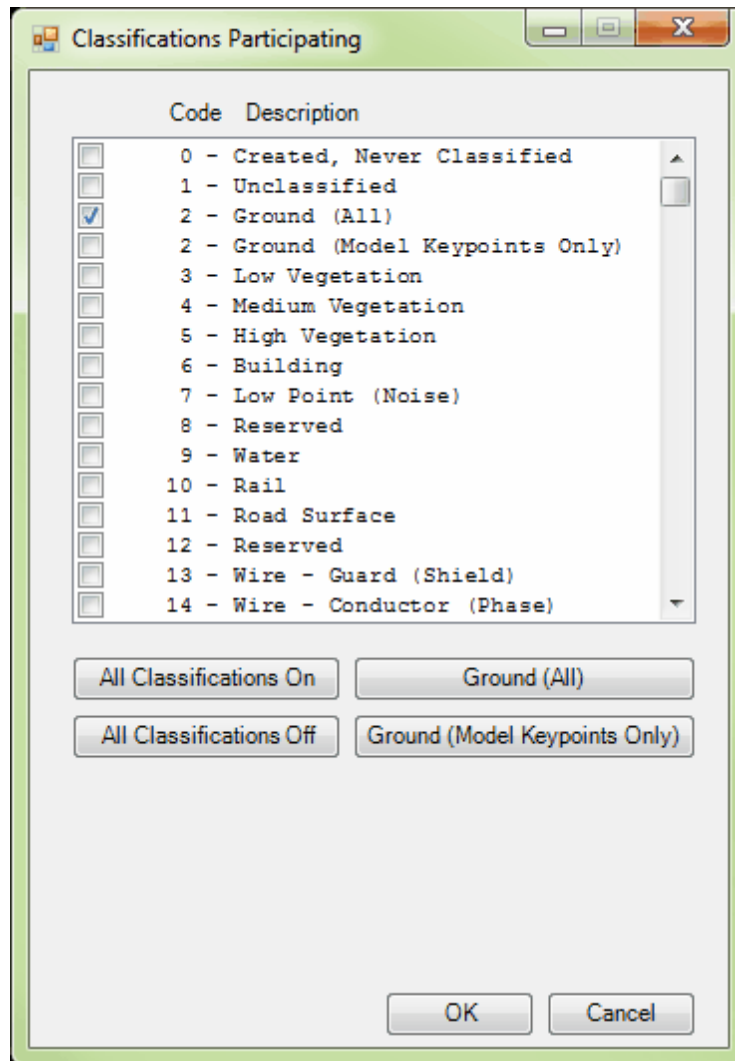 Classifications Participating
Code Description
0 - Created, Never Classified
1 - Unclassified
2 - Ground (All)
2 - Ground (Model Keypoints Only)
3 - Low Vegetation
4 - Medium Vegetation
5 - High Vegetation
6 - Building
7 - Low Point (Noise)
8 - Reserved
9 - Water
10 - Rail
11 - Road Surface
12 - Reserved
13 - Wire - Guard (Shield)
14 - Wire - Conductor (Phase)
All Classifications On Ground (All)
All Classifications Off Ground (Model Keypoints Only)
OK Cancel